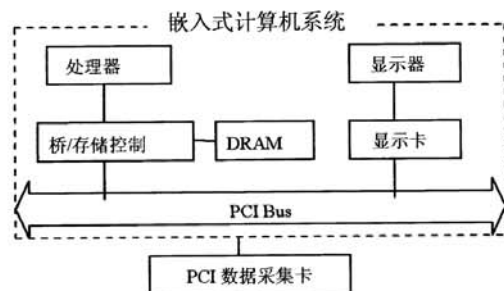 嵌入式计算机系统
处理器
显示器
桥/存储控制
DRAM
显示卡
PCI Bus
PCI 数据采集卡